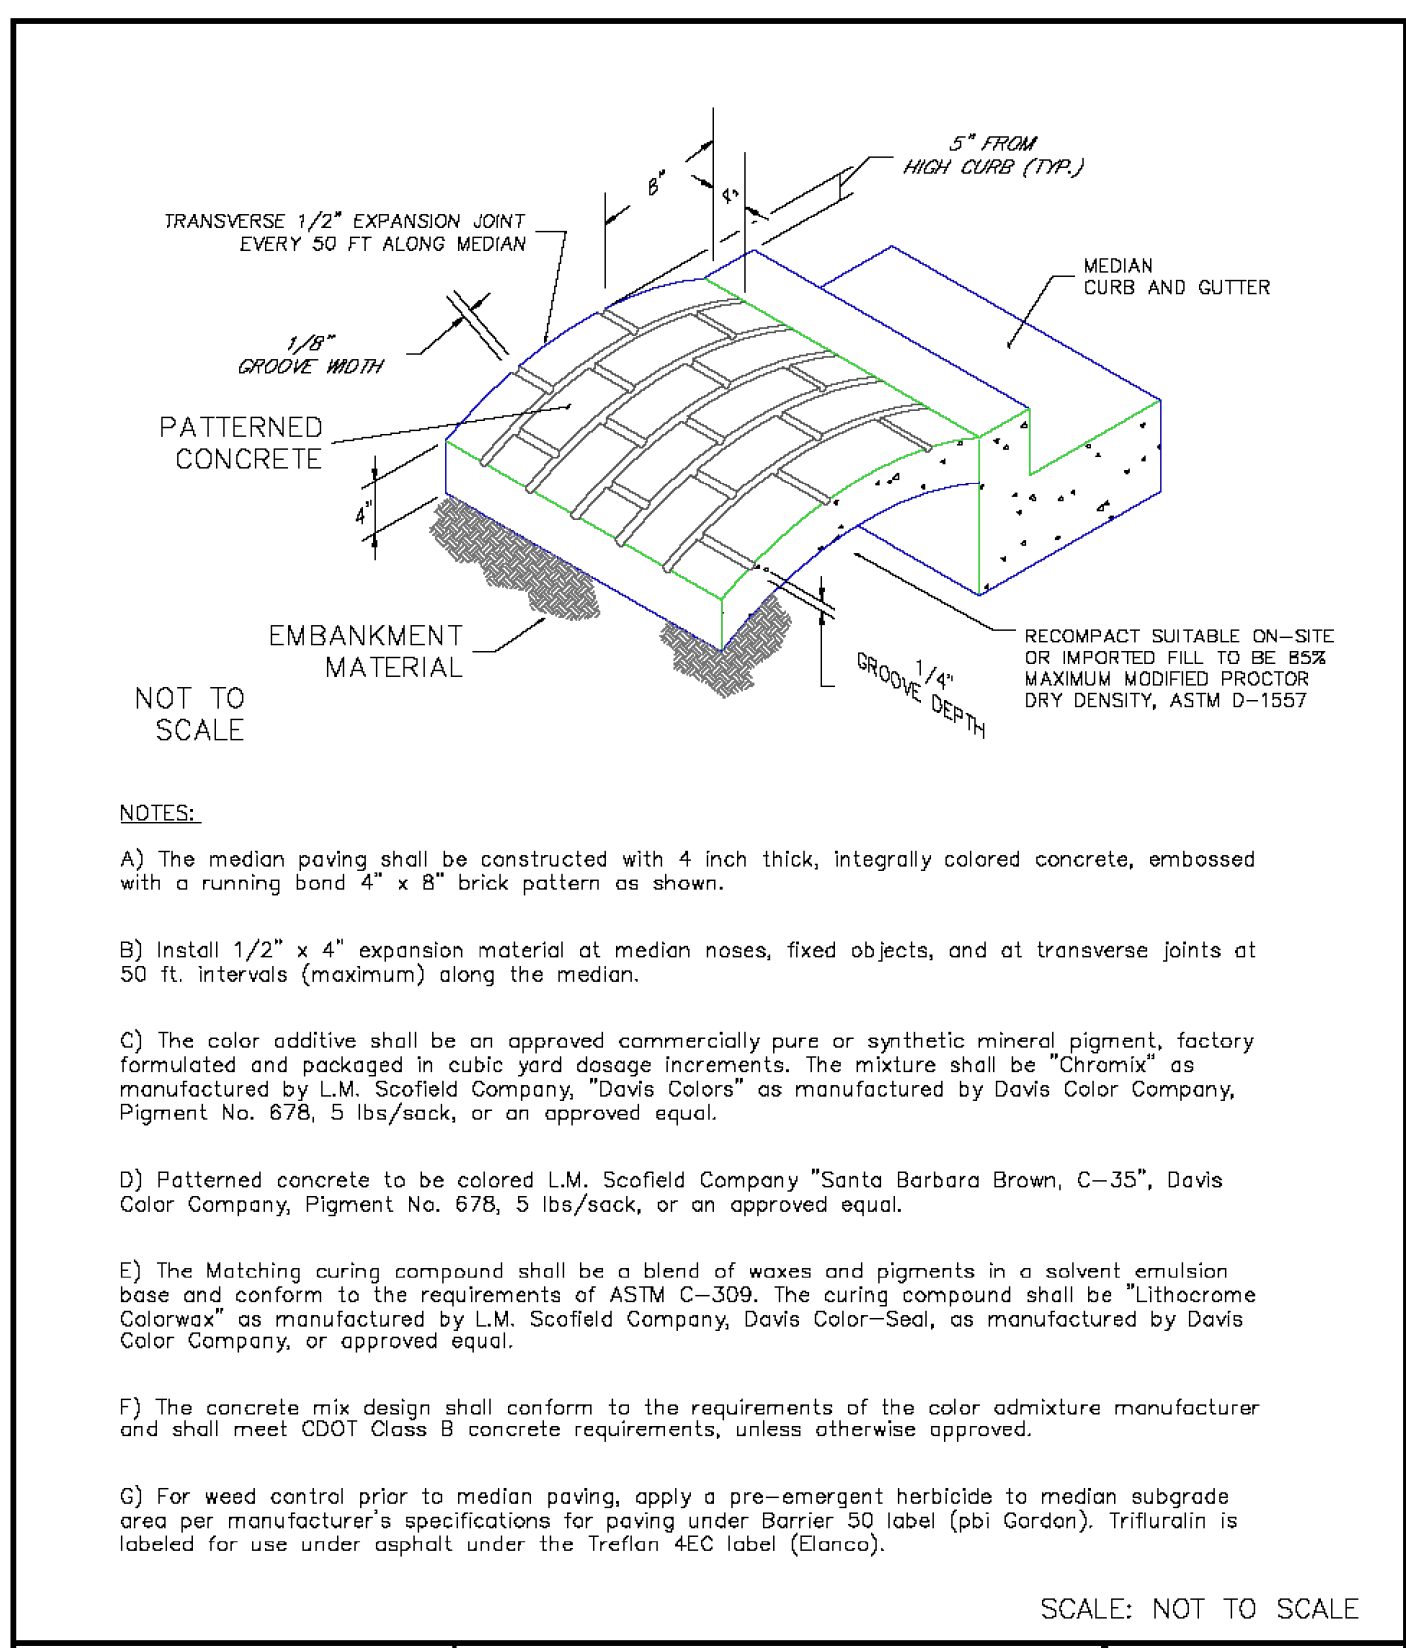 5" FROM
HIGH CURB (TYP.)
8"
4"
TRANSVERSE 1/2" EXPANSION JOINT
EVERY 50 FT ALONG MEDIAN
MEDIAN
CURB AND GUTTER
1/8"
GROOVE WIDTH
PATTERNED
CONCRETE
4"
EMBANKMENT
MATERIAL
RECOMPACT SUITABLE ON-SITE
OR IMPORTED FILL TO BE 85%
MAXIMUM MODIFIED PROCTOR
DRY DENSITY, ASTM D-1557
1/4"
GROOVE DEPTH
NOT TO
SCALE
NOTES:
A) The median paving shall be constructed with 4 inch thick, integrally colored concrete, embossed
with a running bond 4" x 8" brick pattern as shown.
B) Install 1/2" x 4" expansion material at median noses, fixed objects, and at transverse joints at
50 ft. intervals (maximum) along the median.
C) The color additive shall be an approved commercially pure or synthetic mineral pigment, factory
formulated and packaged in cubic yard dosage increments. The mixture shall be "Chromix" as
manufactured by L.M. Scofield Company, "Davis Colors" as manufactured by Davis Color Company,
Pigment No. 678, 5 lbs/sack, or an approved equal.
D) Patterned concrete to be colored L.M. Scofield Company "Santa Barbara Brown, C-35", Davis
Color Company, Pigment No. 678, 5 lbs/sack, or an approved equal.
E) The Matching curing compound shall be a blend of waxes and pigments in a solvent emulsion
base and conform to the requirements of ASTM C-309. The curing compound shall be "Lithocrome
Colorwax" as manufactured by L.M. Scofield Company, Davis Color-Seal, as manufactured by Davis
Color Company, or approved equal.
F) The concrete mix design shall conform to the requirements of the color admixture manufacturer
and shall meet CDOT Class B concrete requirements, unless otherwise approved.
G) For weed control prior to median paving, apply a pre-emergent herbicide to median subgrade
area per manufacturer's specifications for paving under Barrier 50 label (pbi Gordon). Trifluralin is
labeled for use under asphalt under the Treflan 4EC label (Elanco).
SCALE: NOT TO SCALE